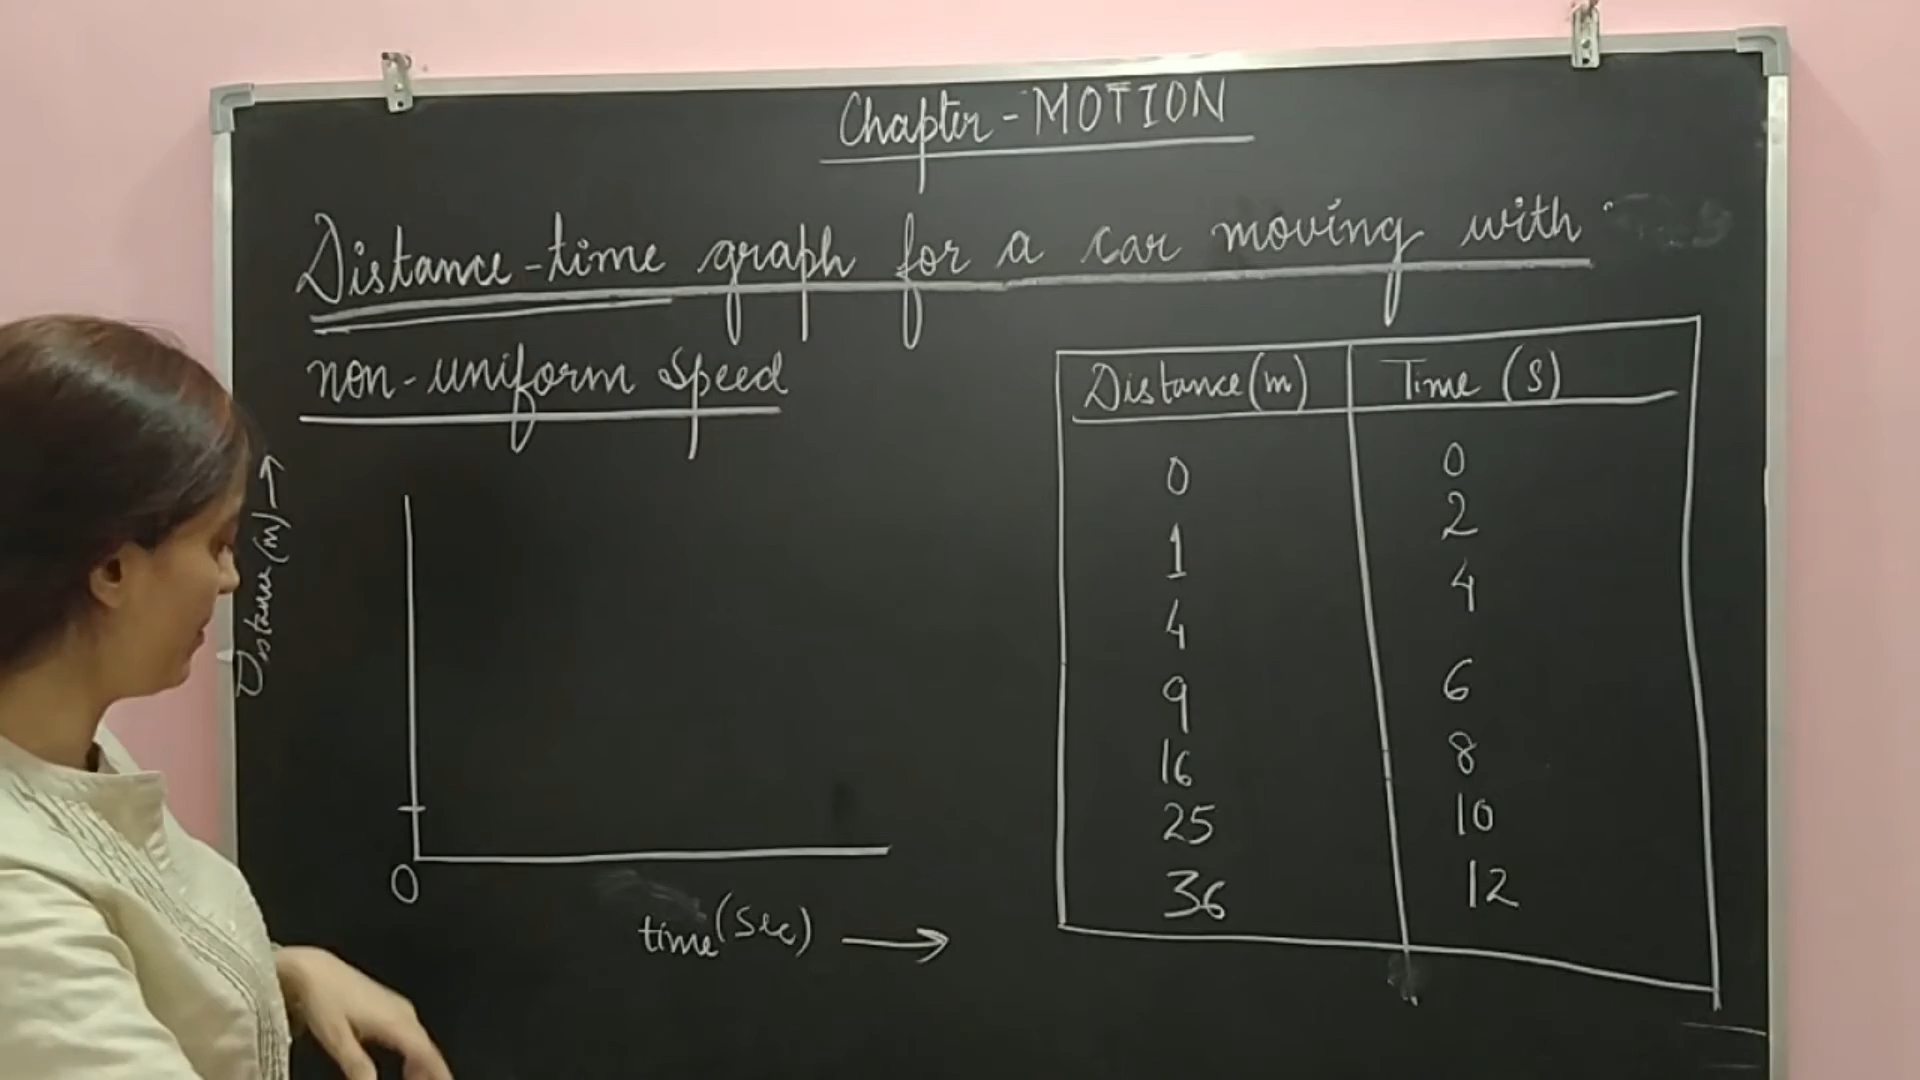 Chapter - MOTION
Distance-time graph for a car moving with
non-uniform speed
Distance(m) Time (s)
0 0
1 2
4 4
9 6
16 8
25 10
36 12
Distance(m) →
0
time(sec) →